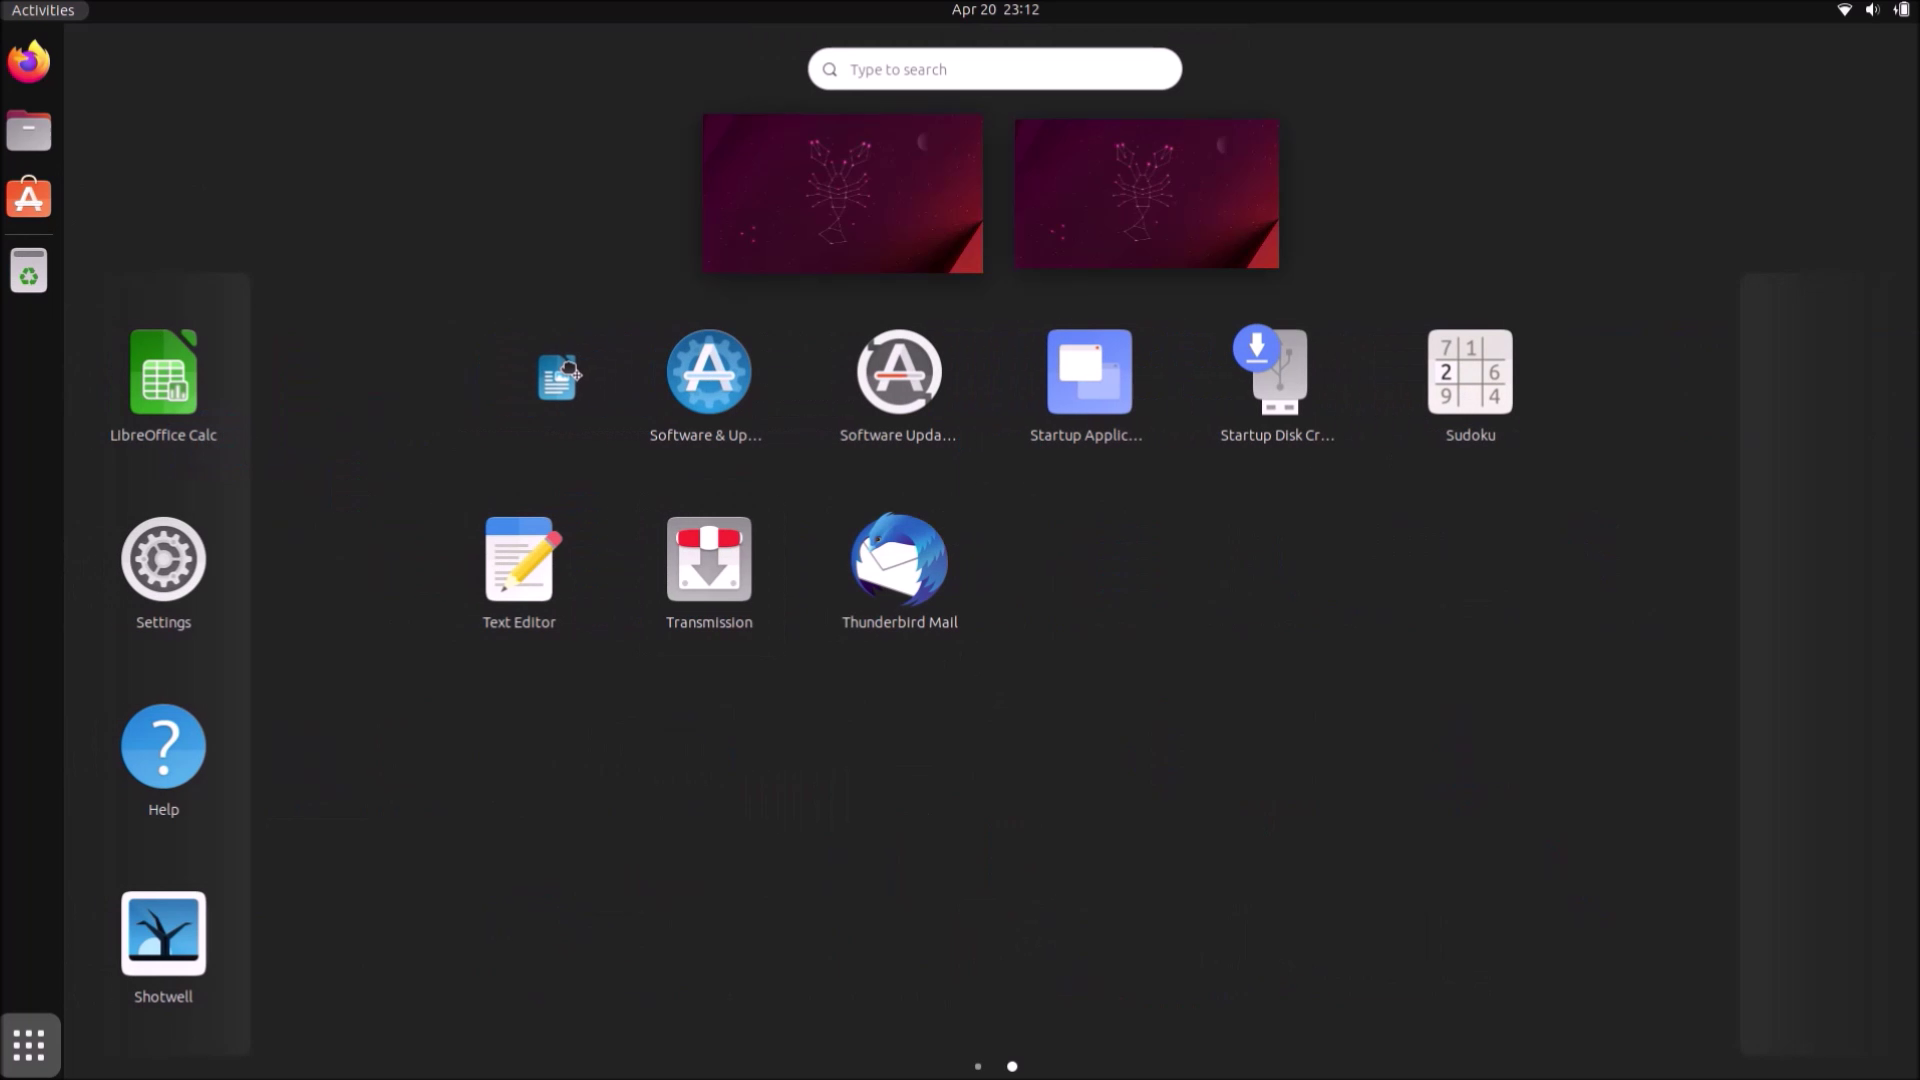 Activities
Apr 20 23:12
Type to search
LibreOffice Calc
Software & Up...
Software Upda...
Startup Applic...
Startup Disk Cr...
7 1
2 6
9 4
Sudoku
Settings
Text Editor
Transmission
Thunderbird Mail
?
Help
Shotwell